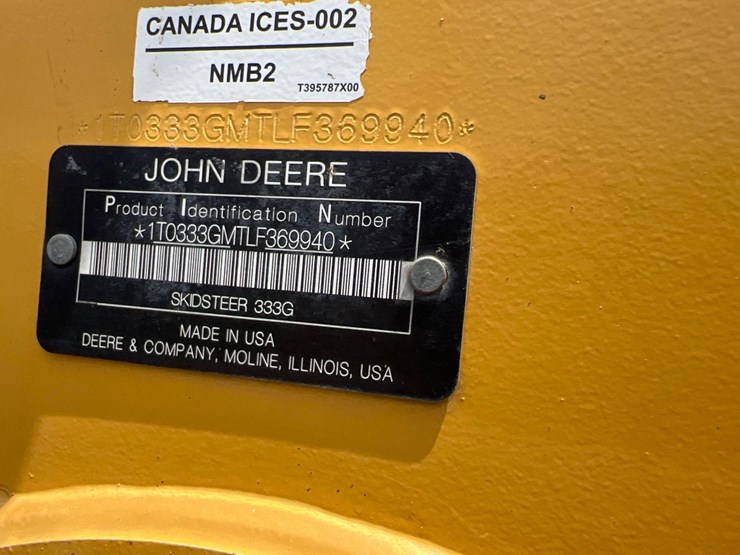 CANADA ICES-002
NMB2
T395787X00
*1T0333GMTLF369940*
JOHN DEERE
Product Identification Number
*1T0333GMTLF369940*
SKIDSTEER 333G
MADE IN USA
DEERE & COMPANY, MOLINE, ILLINOIS, USA